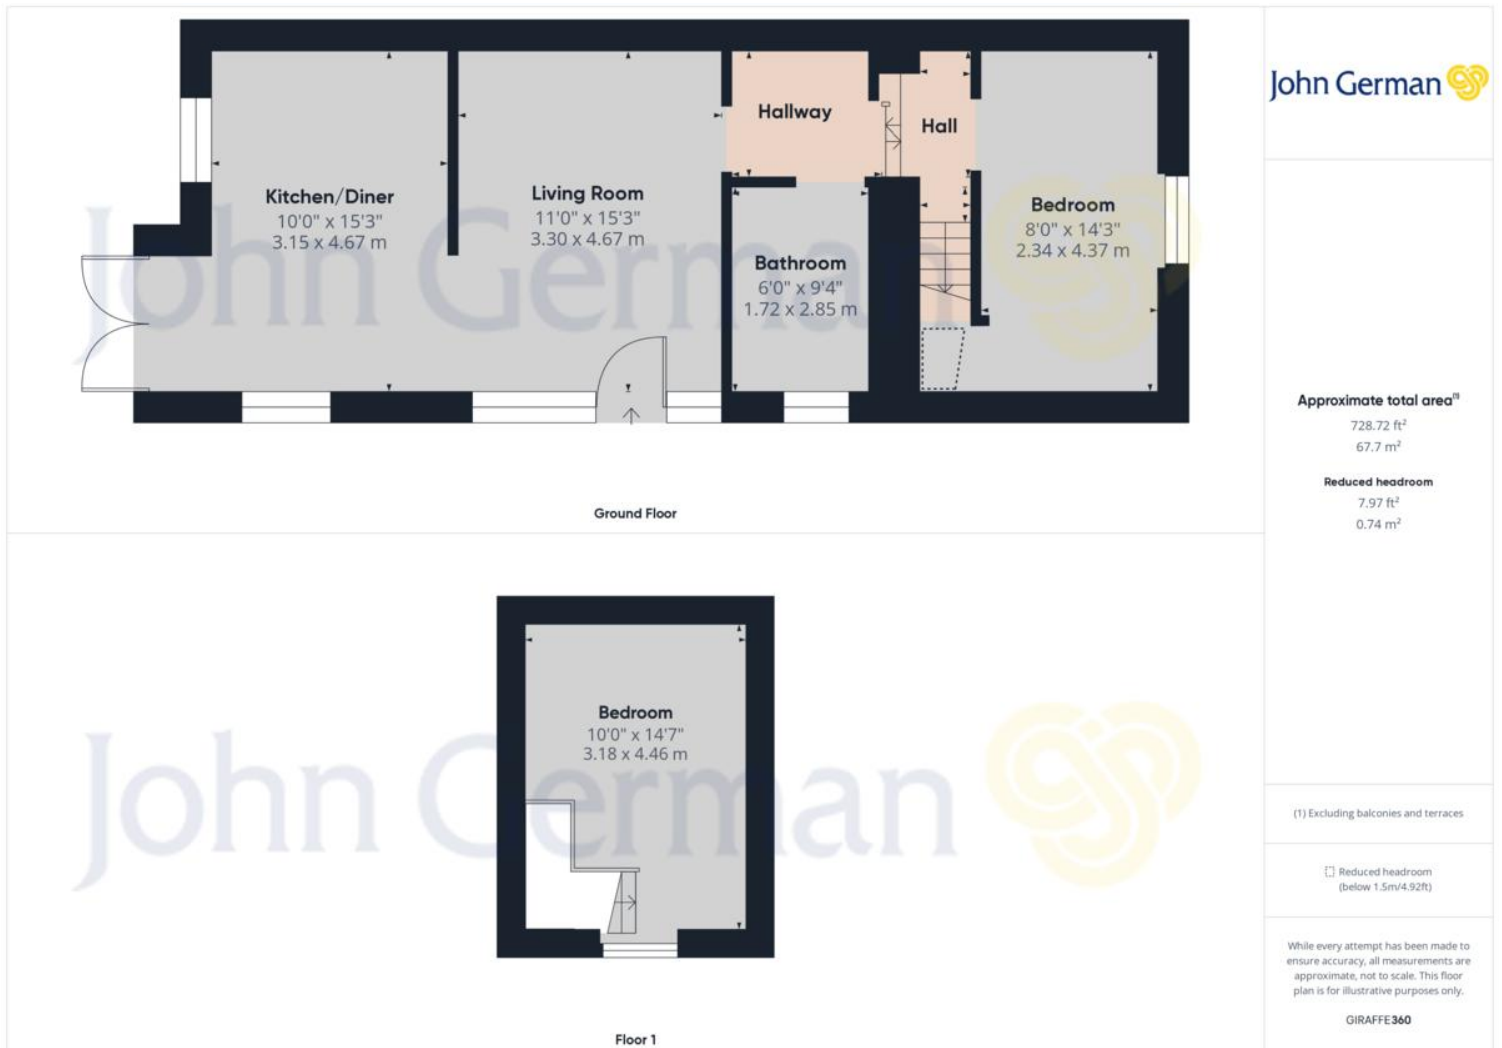 Kitchen/Diner
10'0" x 15'3"
3.15 x 4.67 m
Living Room
11'0" x 15'3"
3.30 x 4.67 m
Hallway
Hall
Bathroom
6'0" x 9'4"
1.72 x 2.85 m
Bedroom
8'0" x 14'3"
2.34 x 4.37 m
John German
Ground Floor
Bedroom
10'0" x 14'7"
3.18 x 4.46 m
John German
Floor 1
John German
Approximate total area⁽¹⁾
728.72 ft²
67.7 m²
Reduced headroom
7.97 ft²
0.74 m²
(1) Excluding balconies and terraces
Reduced headroom
(below 1.5m/4.92ft)
While every attempt has been made to
ensure accuracy, all measurements are
approximate, not to scale. This floor
plan is for illustrative purposes only.
GIRAFFE360